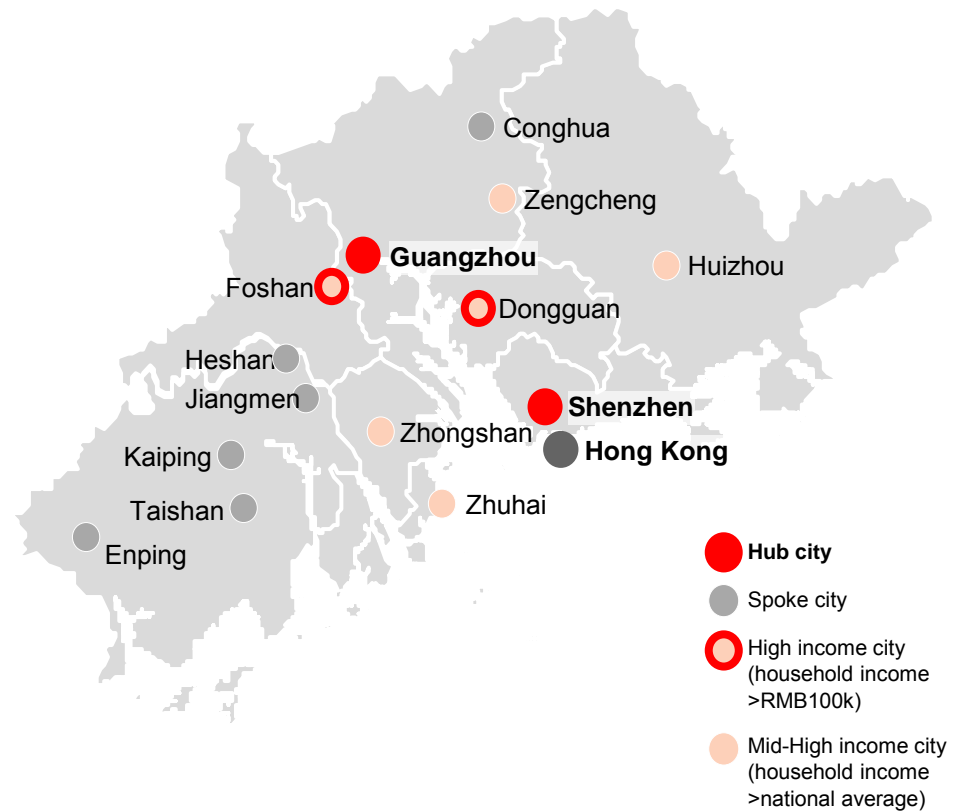 Conghua
Zengcheng
Guangzhou
Huizhou
Foshan
Dongguan
Heshan
Jiangmen
Shenzhen
Zhongshan
Hong Kong
Kaiping
Zhuhai
Taishan
Enping
Hub city
Spoke city
High income city
(household income
>RMB100k)
Mid-High income city
(household income
>national average)